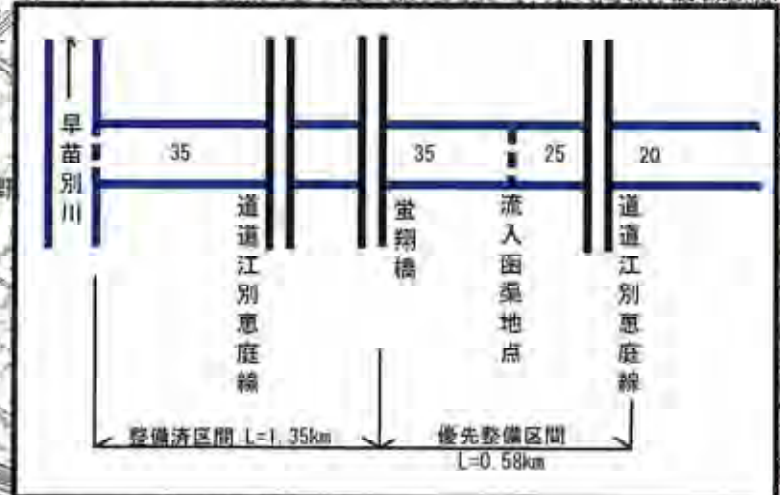 早苗別川
35
35
25
20
道道江別恵庭線
蛍翔橋
流入函渠地点
道道江別恵庭線
整備済区間 L=1.35km
優先整備区間
L=0.58km